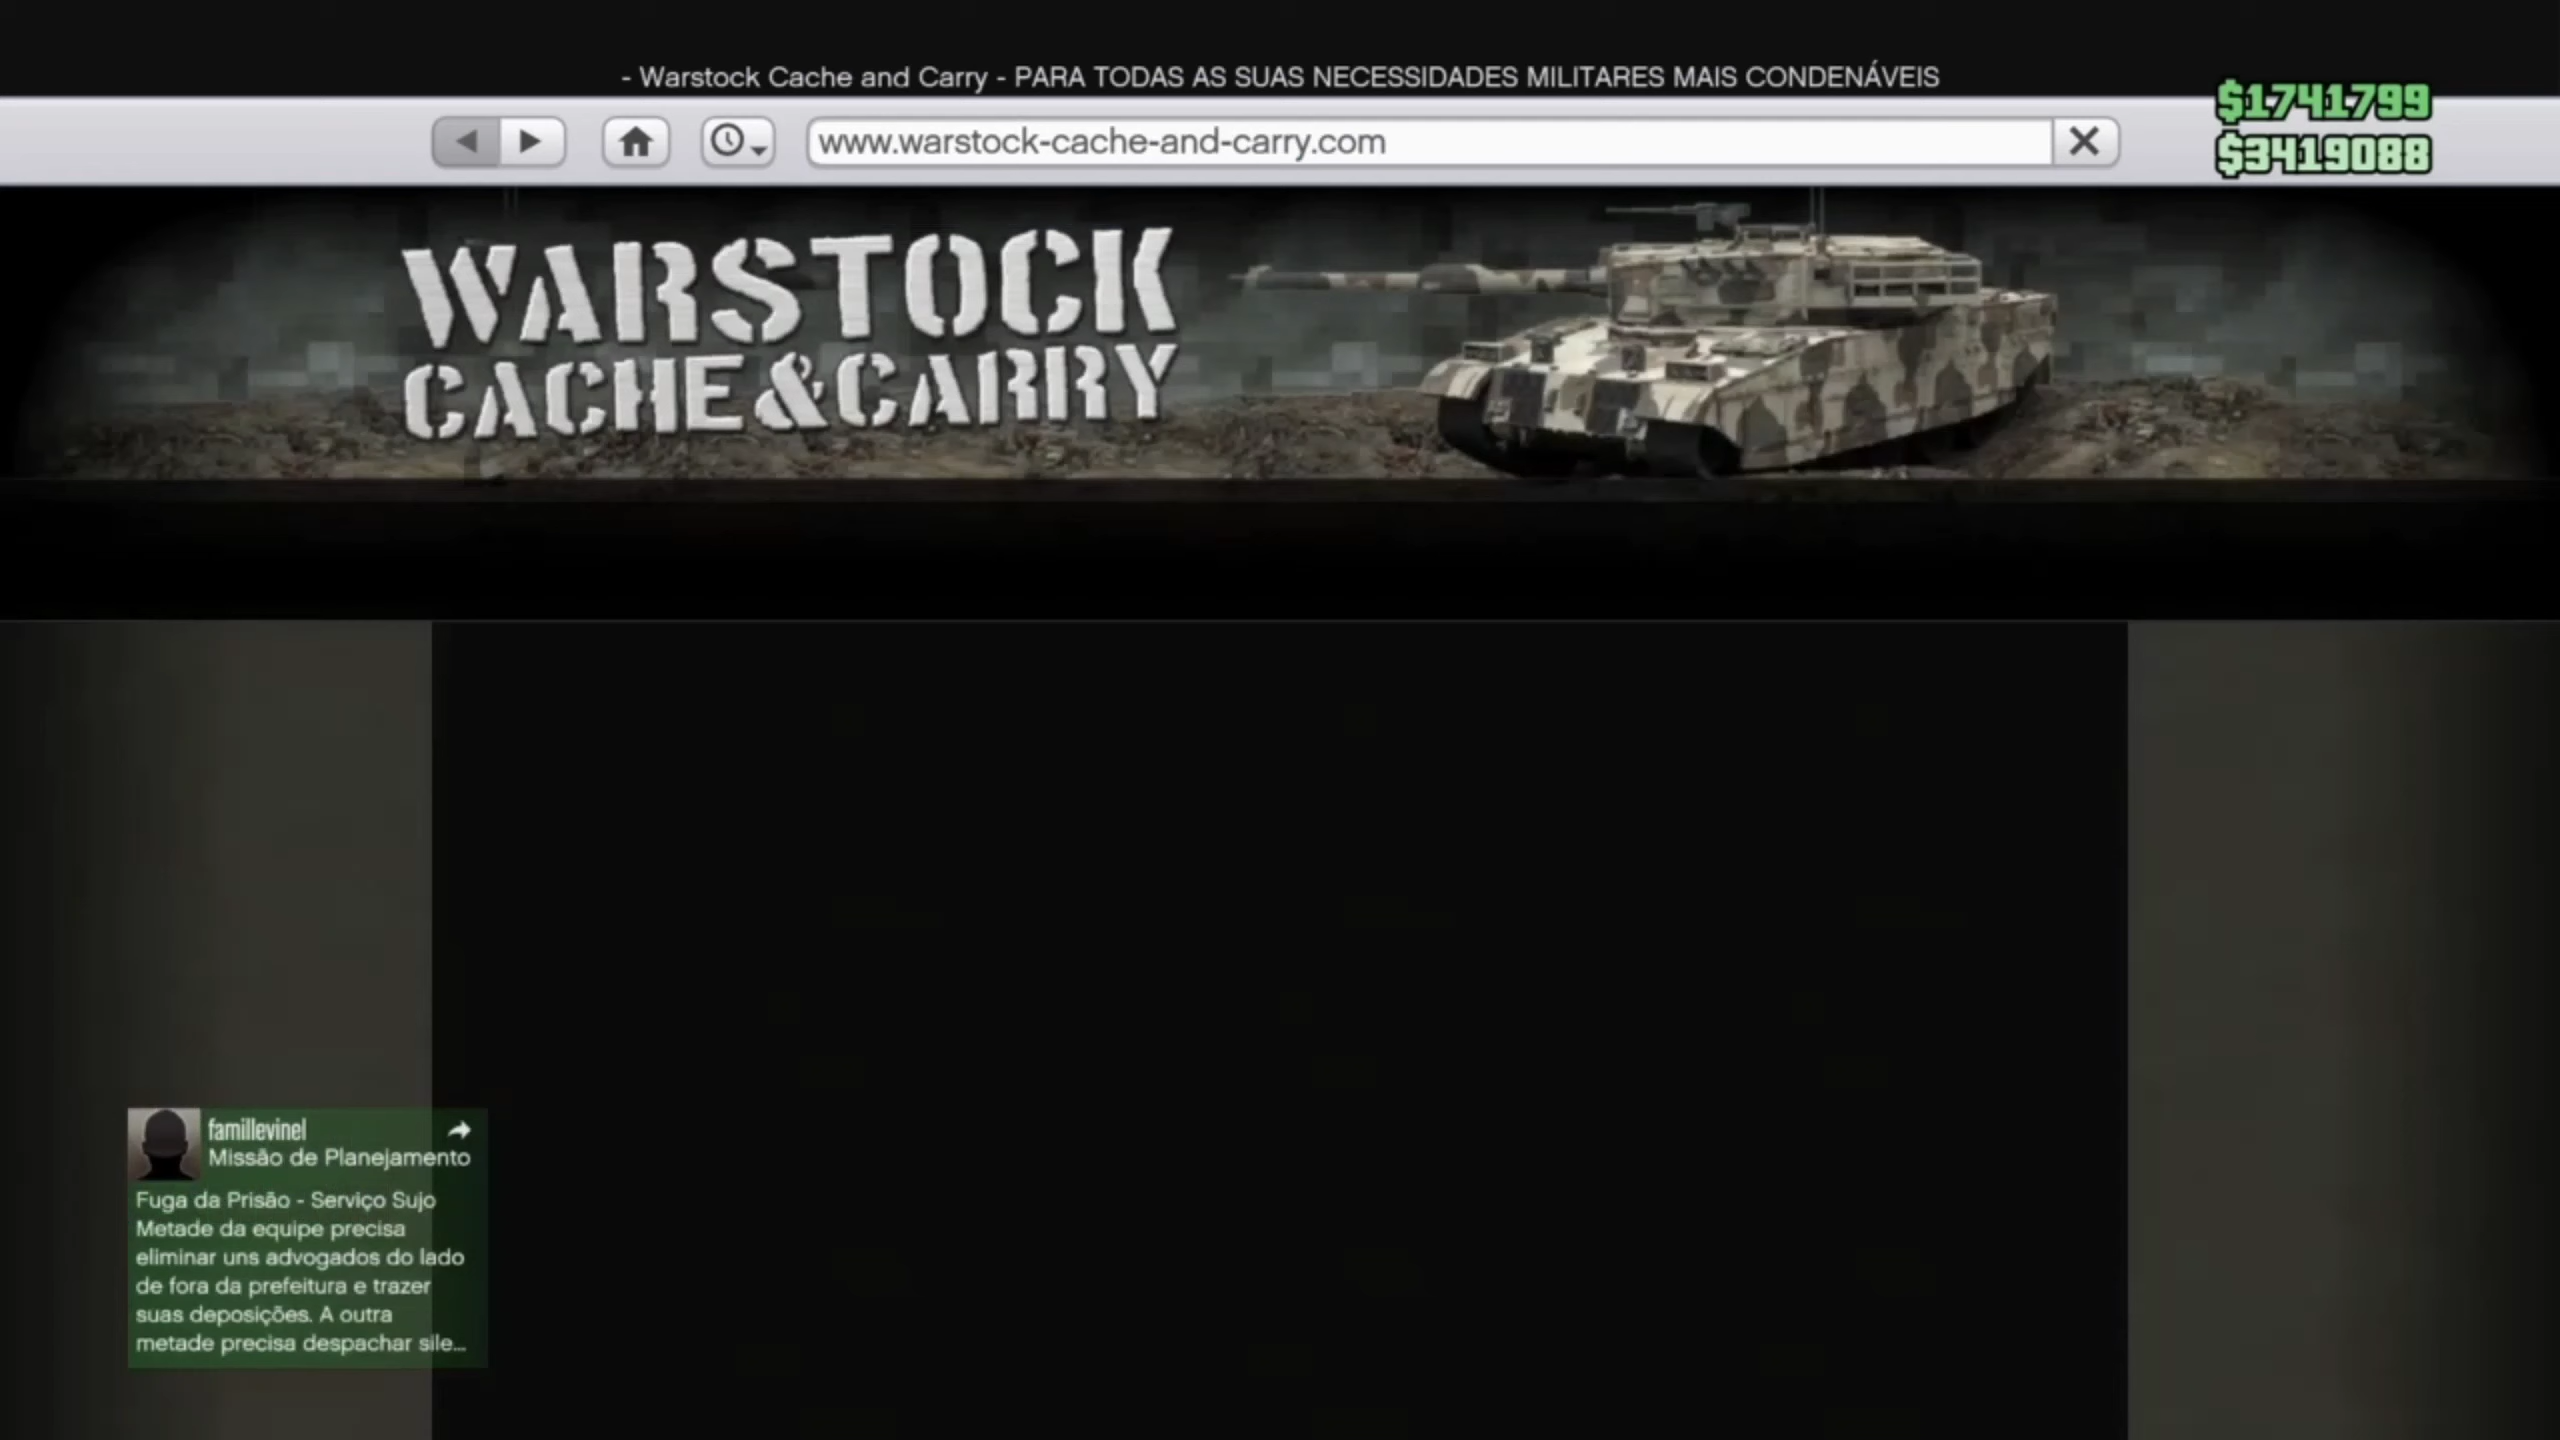 - Warstock Cache and Carry - PARA TODAS AS SUAS NECESSIDADES MILITARES MAIS CONDENÁVEIS
$1741799
www.warstock-cache-and-carry.com
$3419088
WARSTOCK
CACHE&CARRY
famillevinel
Missão de Planejamento
Fuga da Prisão - Serviço Sujo
Metade da equipe precisa
eliminar uns advogados do lado
de fora da prefeitura e trazer
suas deposições. A outra
metade precisa despachar sile...